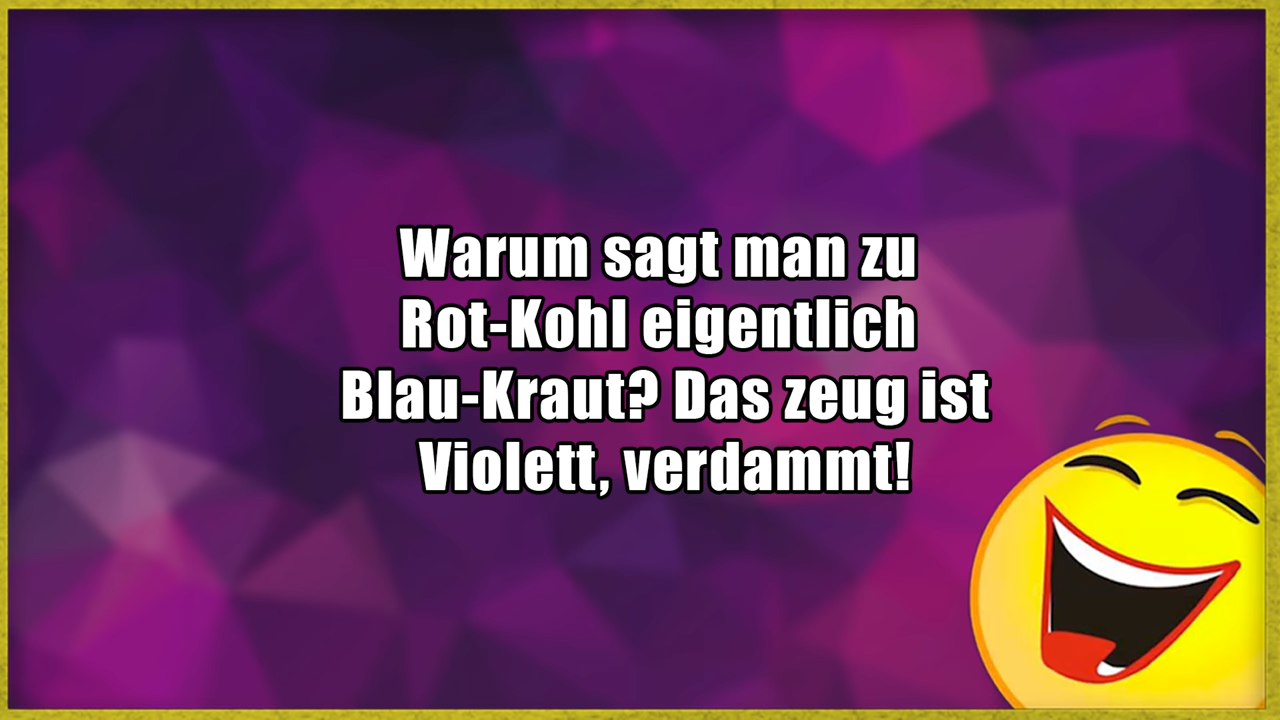 Warum sagt man zu
Rot-Kohl eigentlich
Blau-Kraut? Das zeug ist
Violett, verdammt!